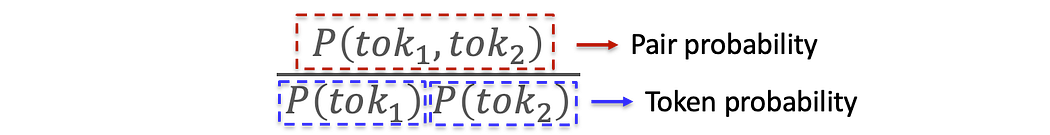 P(tok₁, tok₂) Pair probability
P(tok₁) P(tok₂) Token probability